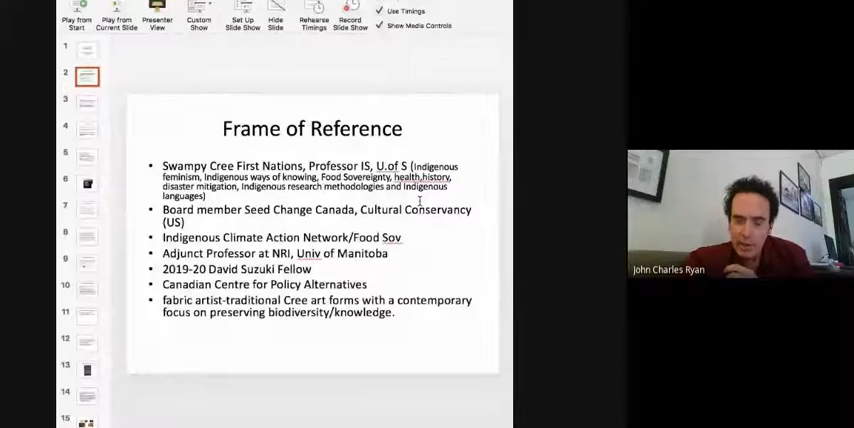 Play from
Start
Play from
Current Slide
Presenter
View
Custom
Show
Set Up
Slide Show
Hide
Slide
Rehearse
Timings
Record
Slide Show
Use Timings
Show Media Controls
1
2
3
4
5
6
7
8
9
10
11
12
13
14
15
Frame of Reference
• Swampy Cree First Nations, Professor IS, U.of S (Indigenous
feminism, Indigenous ways of knowing, Food Sovereignty, health,history,
disaster mitigation, Indigenous research methodologies and Indigenous
languages)
• Board member Seed Change Canada, Cultural Conservancy
(US)
• Indigenous Climate Action Network/Food Sov
• Adjunct Professor at NRI, Univ of Manitoba
• 2019-20 David Suzuki Fellow
• Canadian Centre for Policy Alternatives
• fabric artist-traditional Cree art forms with a contemporary
focus on preserving biodiversity/knowledge.
John Charles Ryan